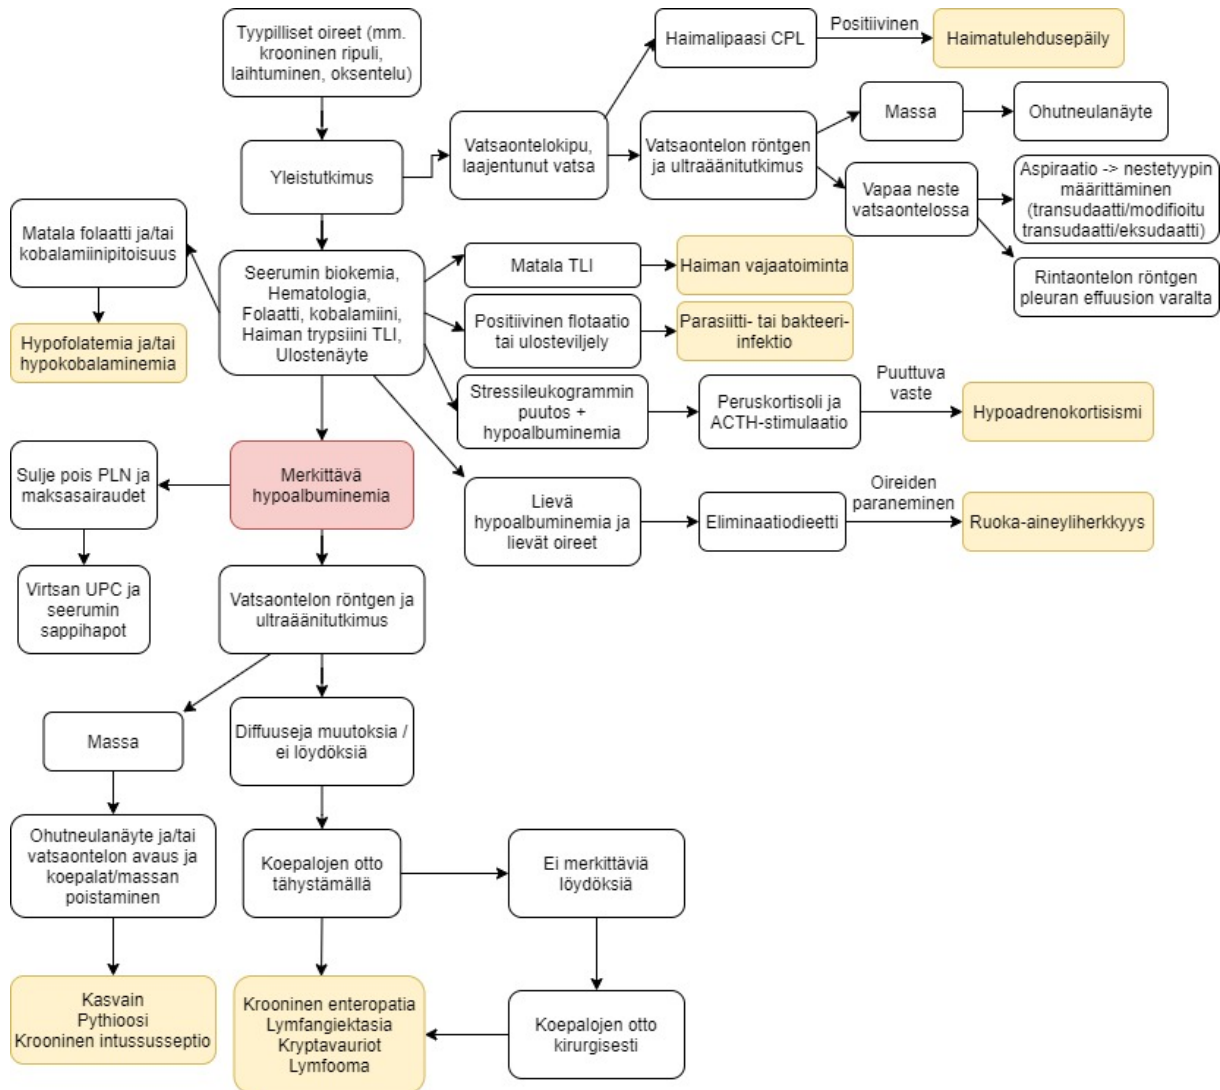 Tyypilliset oireet (mm.
krooninen ripuli,
laihtuminen, oksentelu)
Haimalipaasi CPL
Positiivinen
Haimatulehdusepäily
Yleistutkimus
Vatsaontelokipu,
laajentunut vatsa
Vatsaontelon röntgen
ja ultraäänitutkimus
Massa
Ohutneulanäyte
Vapaa neste
vatsaontelossa
Aspiraatio -> nestetyypin
määrittäminen
(transudaatti/modifioitu
transudaatti/eksudaatti)
Rintaontelon röntgen
pleuran effuusion varalta
Matala folaatti ja/tai
kobalamiinipitoisuus
Hypofolatemia ja/tai
hypokobalaminemia
Seerumin biokemia,
Hematologia,
Folaatti, kobalamiini,
Haiman trypsiini TLI,
Ulostenäyte
Matala TLI
Haiman vajaatoiminta
Positiivinen flotaatio
tai ulosteviljely
Parasiitti- tai bakteeri-
infektio
Stressileukogrammin
puutos +
hypoalbuminemia
Peruskortisoli ja
ACTH-stimulaatio
Puuttuva
vaste
Hypoadrenokortisismi
Sulje pois PLN ja
maksasairaudet
Merkittävä
hypoalbuminemia
Lievä
hypoalbuminemia ja
lievät oireet
Eliminaatiodieetti
Oireiden
paraneminen
Ruoka-aineyliherkkyys
Virtsan UPC ja
seerumin
sappihapot
Vatsaontelon röntgen ja
ultraäänitutkimus
Massa
Diffuuseja muutoksia /
ei löydöksiä
Ohutneulanäyte ja/tai
vatsaontelon avaus ja
koepalat/massan
poistaminen
Koepalojen otto
tähystämällä
Ei merkittäviä
löydöksiä
Kasvain
Pythioosi
Krooninen intussusseptio
Krooninen enteropatia
Lymfangiektasia
Kryptavauriot
Lymfooma
Koepalojen otto
kirurgisesti